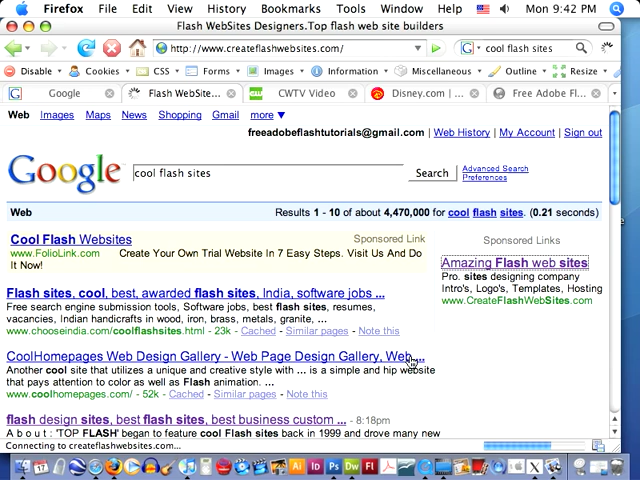 Firefox File Edit View History Bookmarks Tools Window Help Mon 9:42 PM
Flash WebSites Designers.Top flash web site builders
http://www.createflashwebsites.com/ cool flash sites
Disable Cookies CSS Forms Images Information Miscellaneous Outline Resize
Google Flash WebSite... CWTV Video Disney.com | ... Free Adobe Fl...
Web Images Maps News Shopping Gmail more
freeadobeflashtutorials@gmail.com | Web History | My Account | Sign out
Google cool flash sites Search Advanced Search
Preferences
Web Results 1 - 10 of about 4,470,000 for cool flash sites. (0.21 seconds)
Cool Flash Websites Sponsored Link
www.FolioLink.com Create Your Own Trial Website In 7 Easy Steps. Visit Us And Do
It Now!
Sponsored Links
Amazing Flash web sites
Pro. sites designing company
Intro's, Logo's, Templates, Hosting
www.CreateFlashWebSites.com
Flash sites, cool, best, awarded flash sites, India, software jobs ...
Free search engine submission tools, Software jobs, best flash sites, resumes,
vacancies, Indian handicrafts in wood, iron, brass, metals, granite, ...
www.chooseindia.com/coolflashsites.html - 23k - Cached - Similar pages - Note this
CoolHomepages Web Design Gallery - Web Page Design Gallery, Web ...
Another cool site that utilizes a unique and creative style with ... is a simple and hip website
that pays attention to color as well as Flash animation. ...
www.coolhomepages.com/ - 52k - Cached - Similar pages - Note this
flash design sites, best flash sites, best business custom ... - 8:18pm
About: 'TOP FLASH' began to feature cool Flash sites back in 1999 and drove many new
Connecting to createflashwebsites.com...